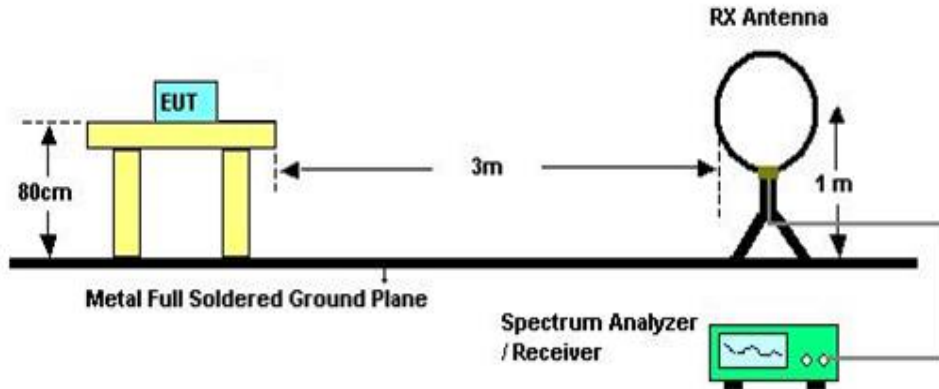 RX Antenna
EUT
80cm
3m
1 m
Metal Full Soldered Ground Plane
Spectrum Analyzer
/ Receiver